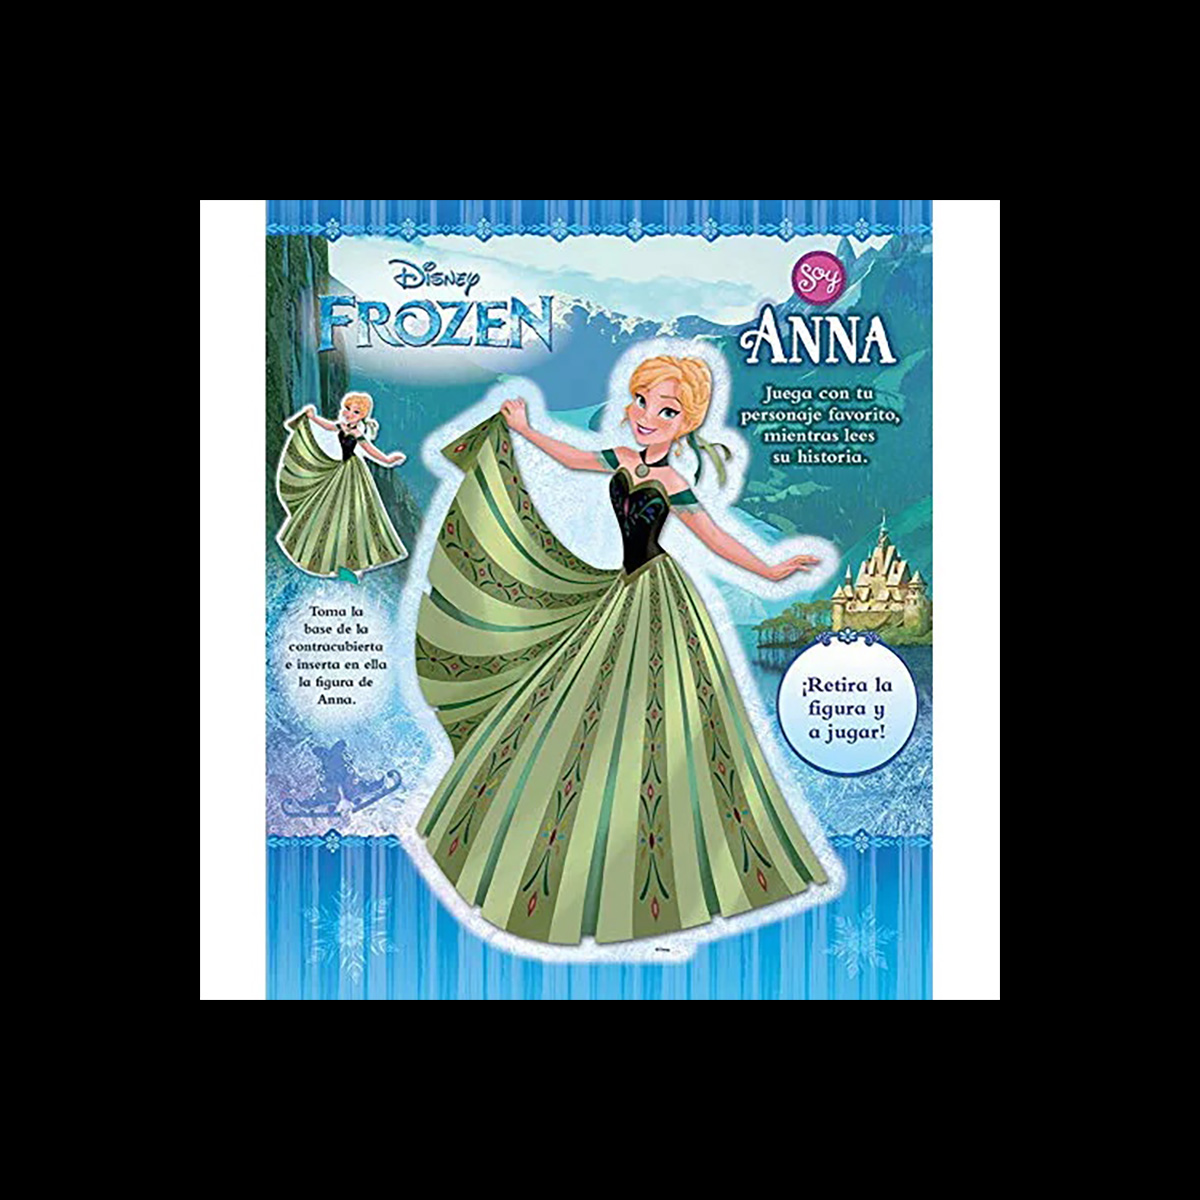 Disney
FROZEN
Soy
ANNA
Juega con tu
personaje favorito,
mientras lees
su historia.
Toma la
base de la
contracubierta
e inserta en ella
la figura de
Anna.
¡Retira la
figura y
a jugar!